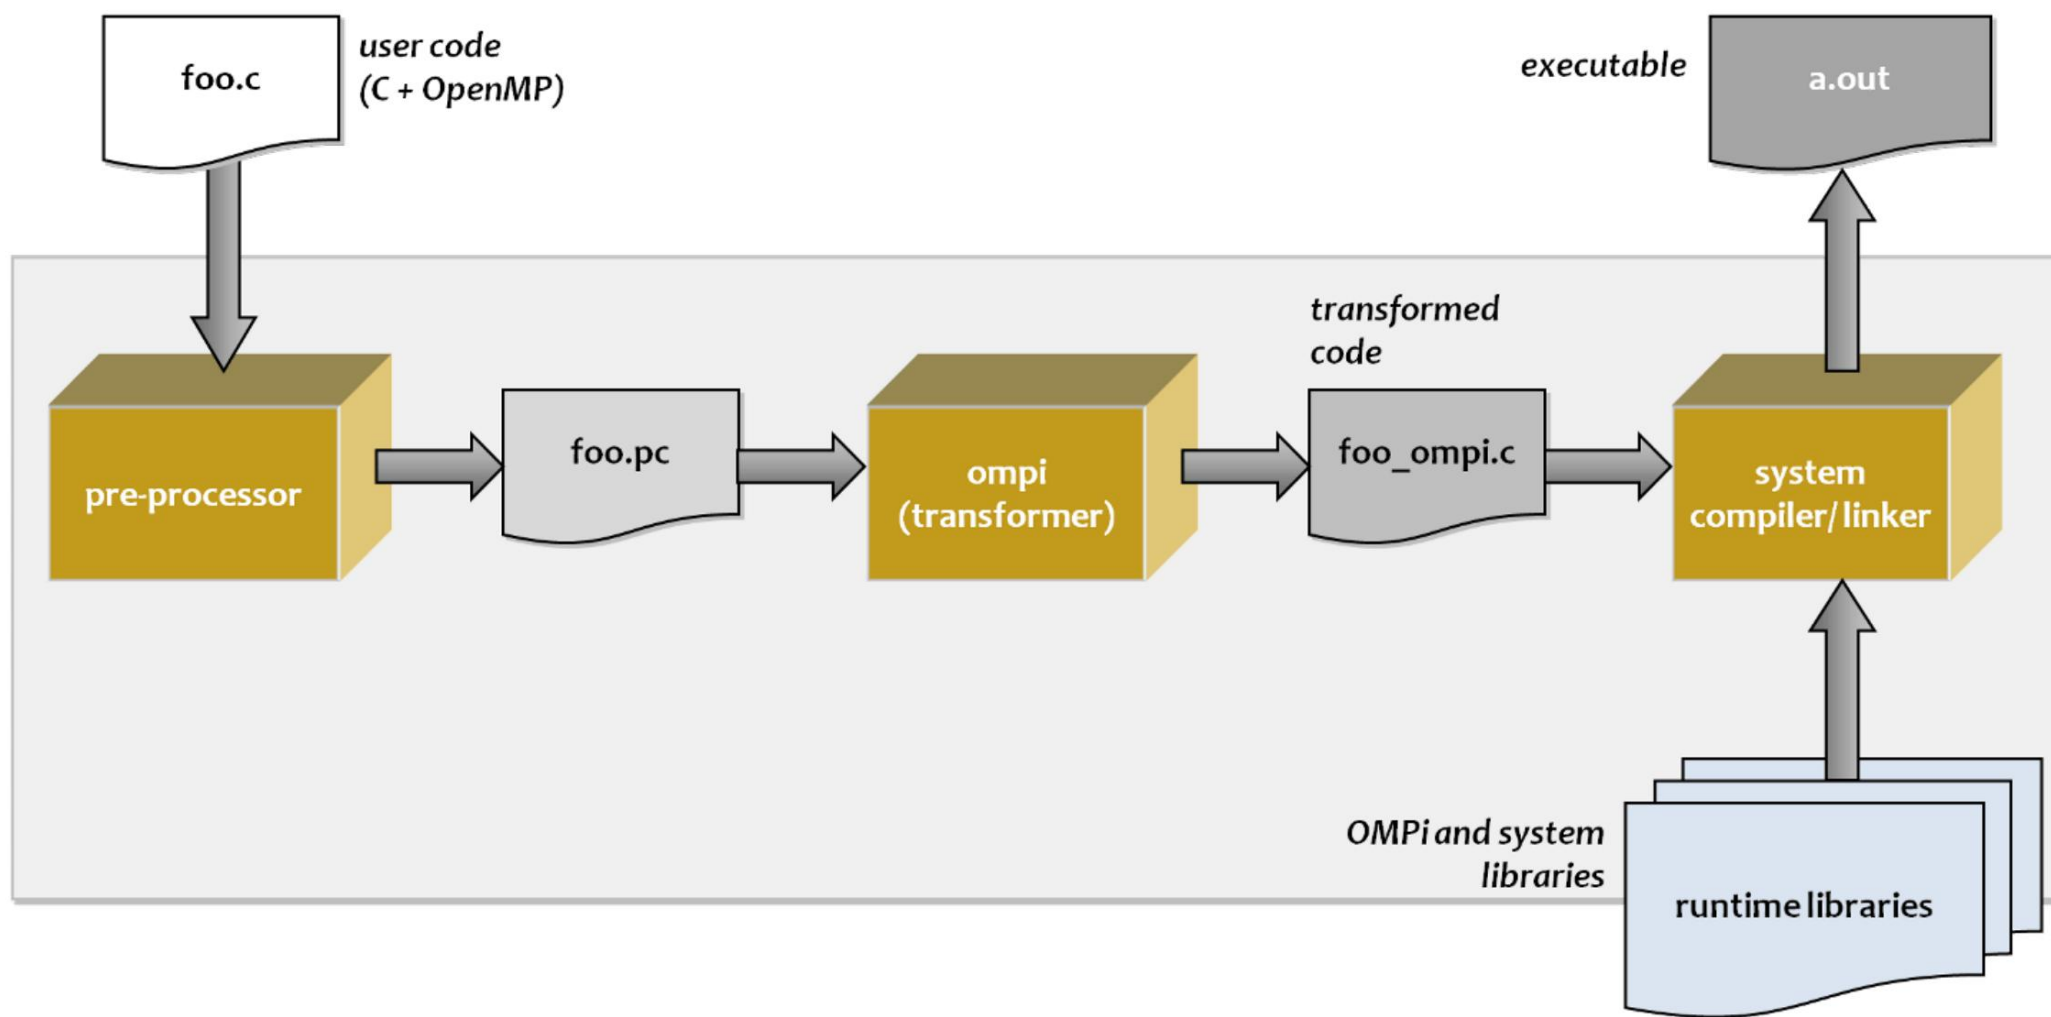 foo.c
user code
(C + OpenMP)
executable
a.out
transformed
code
pre-processor
foo.pc
ompi
(transformer)
foo_ompi.c
system
compiler/linker
OMPi and system
libraries
runtime libraries